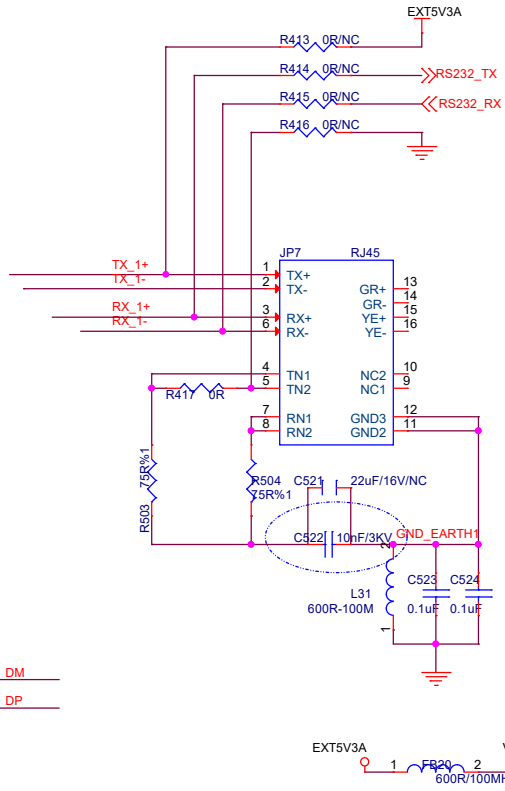 EXT5V3A
R413 0R/NC
R414 0R/NC
RS232_TX
R415 0R/NC
RS232_RX
R416 0R/NC
JP7 RJ45
TX_1+ 1 TX+ GR+ 13
TX_1- 2 TX- GR- 14
RX_1+ 3 RX+ YE+ 15
RX_1- 6 RX- YE- 16
4 TN1 NC2 10
5 TN2 NC1 9
R417 0R
7 RN1 GND3 12
8 RN2 GND2 11
R503 75R%1
R504
75R%1
C521 22uF/16V/NC
C522 10nF/3KV
GND_EARTH1
2
L31
600R-100M
1
C523
0.1uF
C524
0.1uF
DM
DP
EXT5V3A
1 FB20 2
600R/100MH